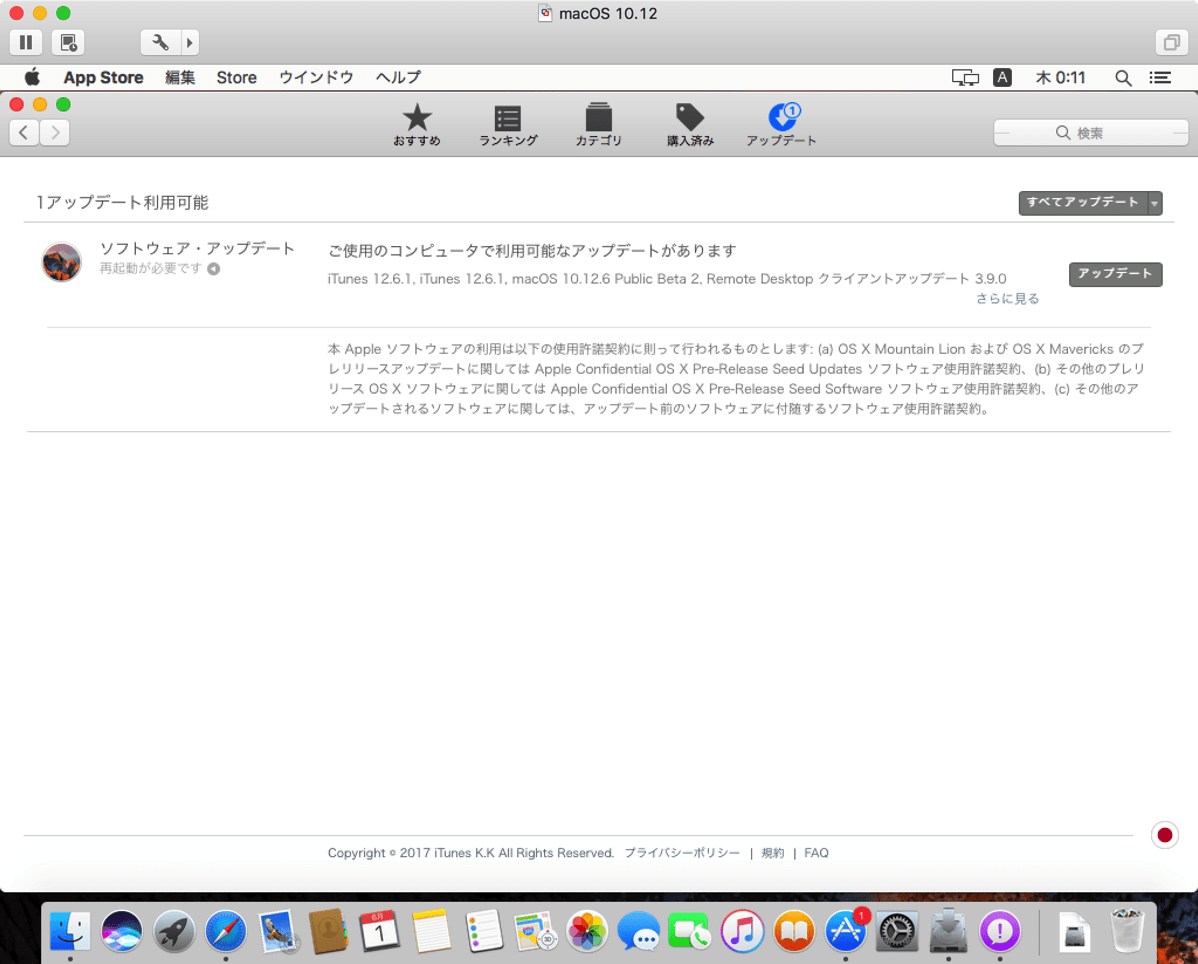 macOS 10.12
App Store 編集 Store ウインドウ ヘルプ A 木 0:11
おすすめ ランキング カテゴリ 購入済み アップデート 1 検索
1アップデート利用可能 すべてアップデート
ソフトウェア・アップデート
再起動が必要です
ご使用のコンピュータで利用可能なアップデートがあります
iTunes 12.6.1, iTunes 12.6.1, macOS 10.12.6 Public Beta 2, Remote Desktop クライアントアップデート 3.9.0
さらに見る
アップデート
本 Apple ソフトウェアの利用は以下の使用許諾契約に則って行われるものとします: (a) OS X Mountain Lion および OS X Mavericks のプ
レリリースアップデートに関しては Apple Confidential OS X Pre-Release Seed Updates ソフトウェア使用許諾契約、(b) その他のプレリ
リース OS X ソフトウェアに関しては Apple Confidential OS X Pre-Release Seed Software ソフトウェア使用許諾契約、(c) その他のア
ップデートされるソフトウェアに関しては、アップデート前のソフトウェアに付随するソフトウェア使用許諾契約。
Copyright © 2017 iTunes K.K All Rights Reserved. プライバシーポリシー | 規約 | FAQ
6月
1
1